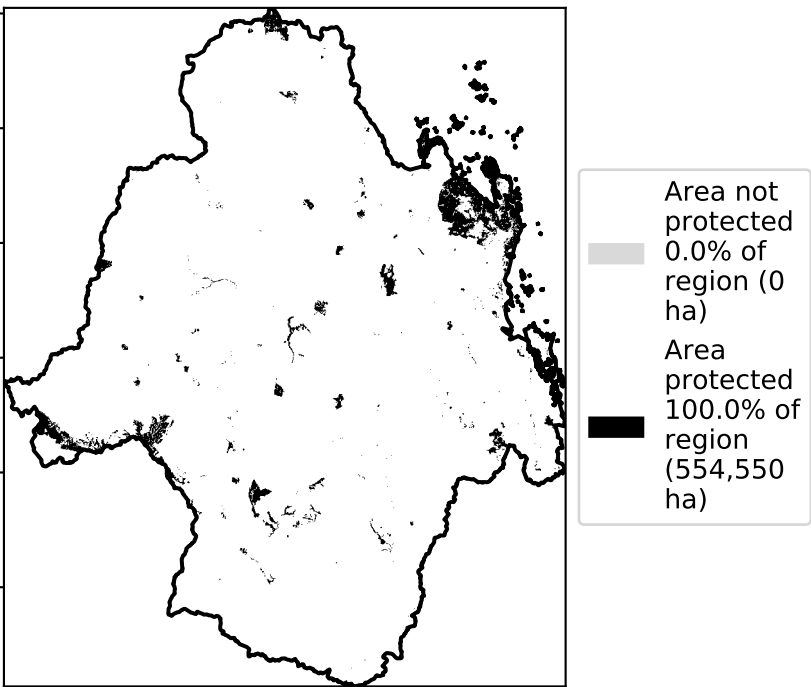 Area not
protected
0.0% of
region (0
ha)
Area
protected
100.0% of
region
(554,550
ha)